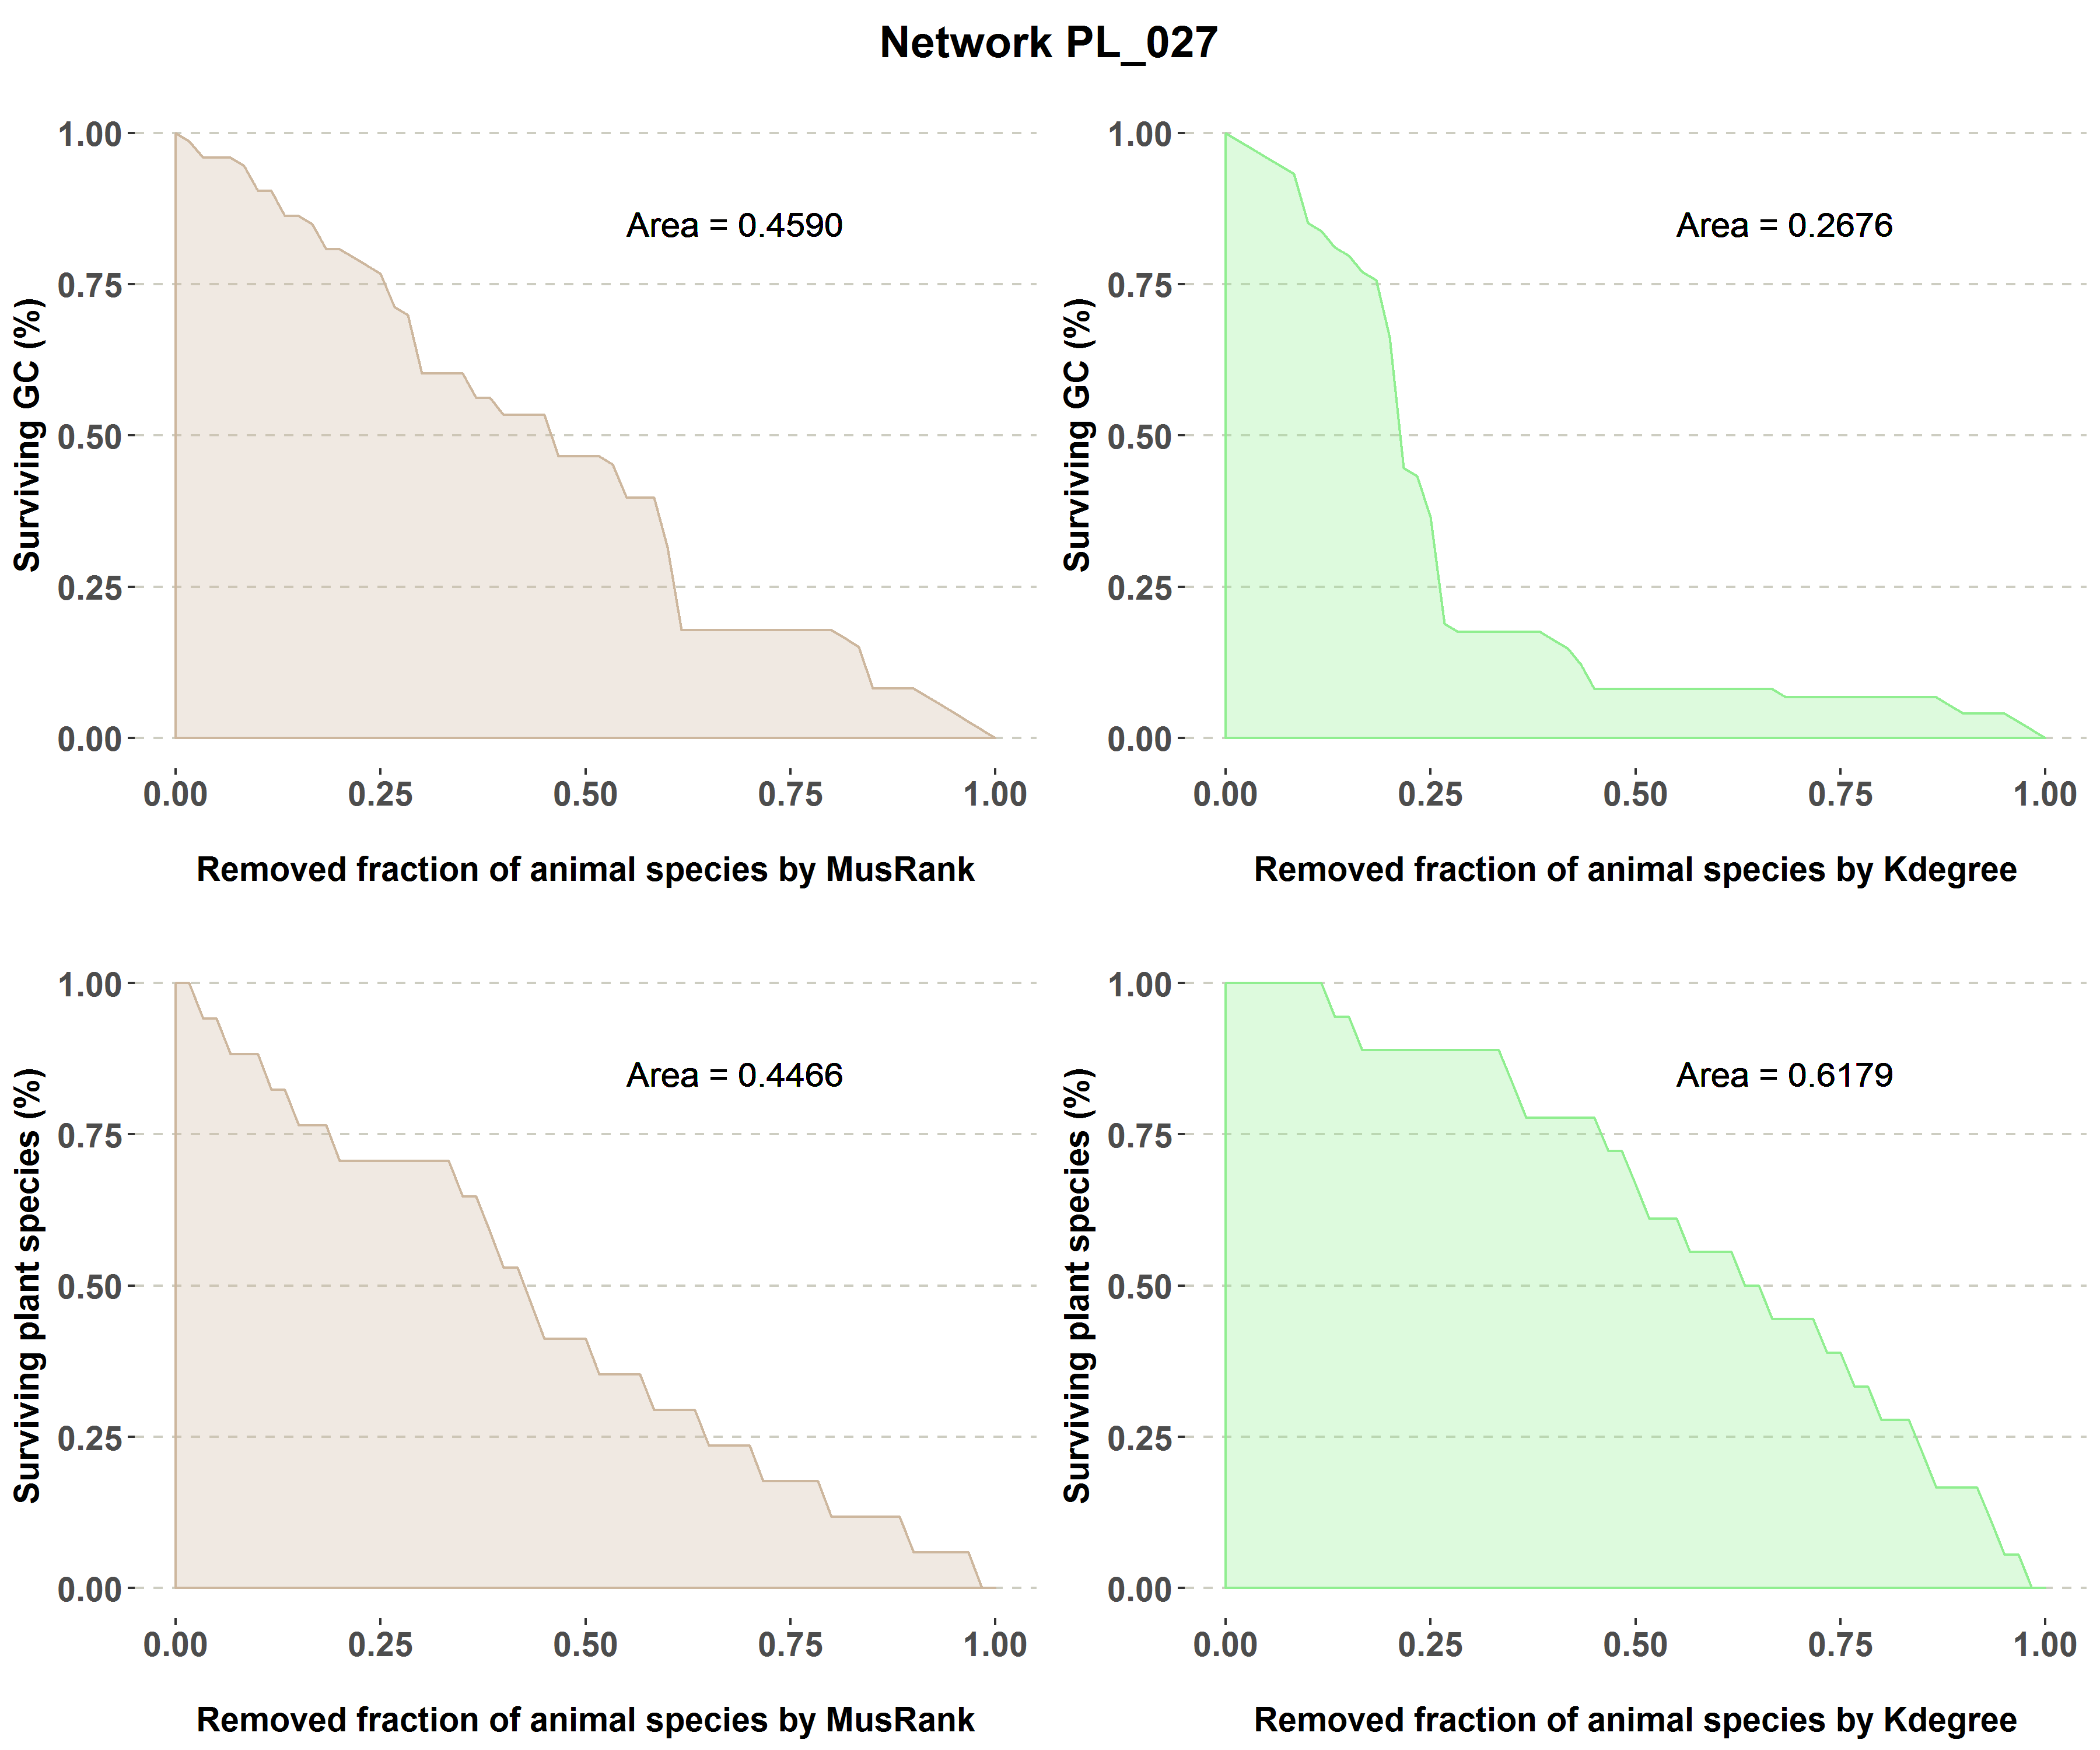 Network PL_027
Surviving GC (%)
1.00
0.75
0.50
0.25
0.00
Area = 0.4590
0.00 0.25 0.50 0.75 1.00
Removed fraction of animal species by MusRank
Surviving GC (%)
1.00
0.75
0.50
0.25
0.00
Area = 0.2676
0.00 0.25 0.50 0.75 1.00
Removed fraction of animal species by Kdegree
Surviving plant species (%)
1.00
0.75
0.50
0.25
0.00
Area = 0.4466
0.00 0.25 0.50 0.75 1.00
Removed fraction of animal species by MusRank
Surviving plant species (%)
1.00
0.75
0.50
0.25
0.00
Area = 0.6179
0.00 0.25 0.50 0.75 1.00
Removed fraction of animal species by Kdegree